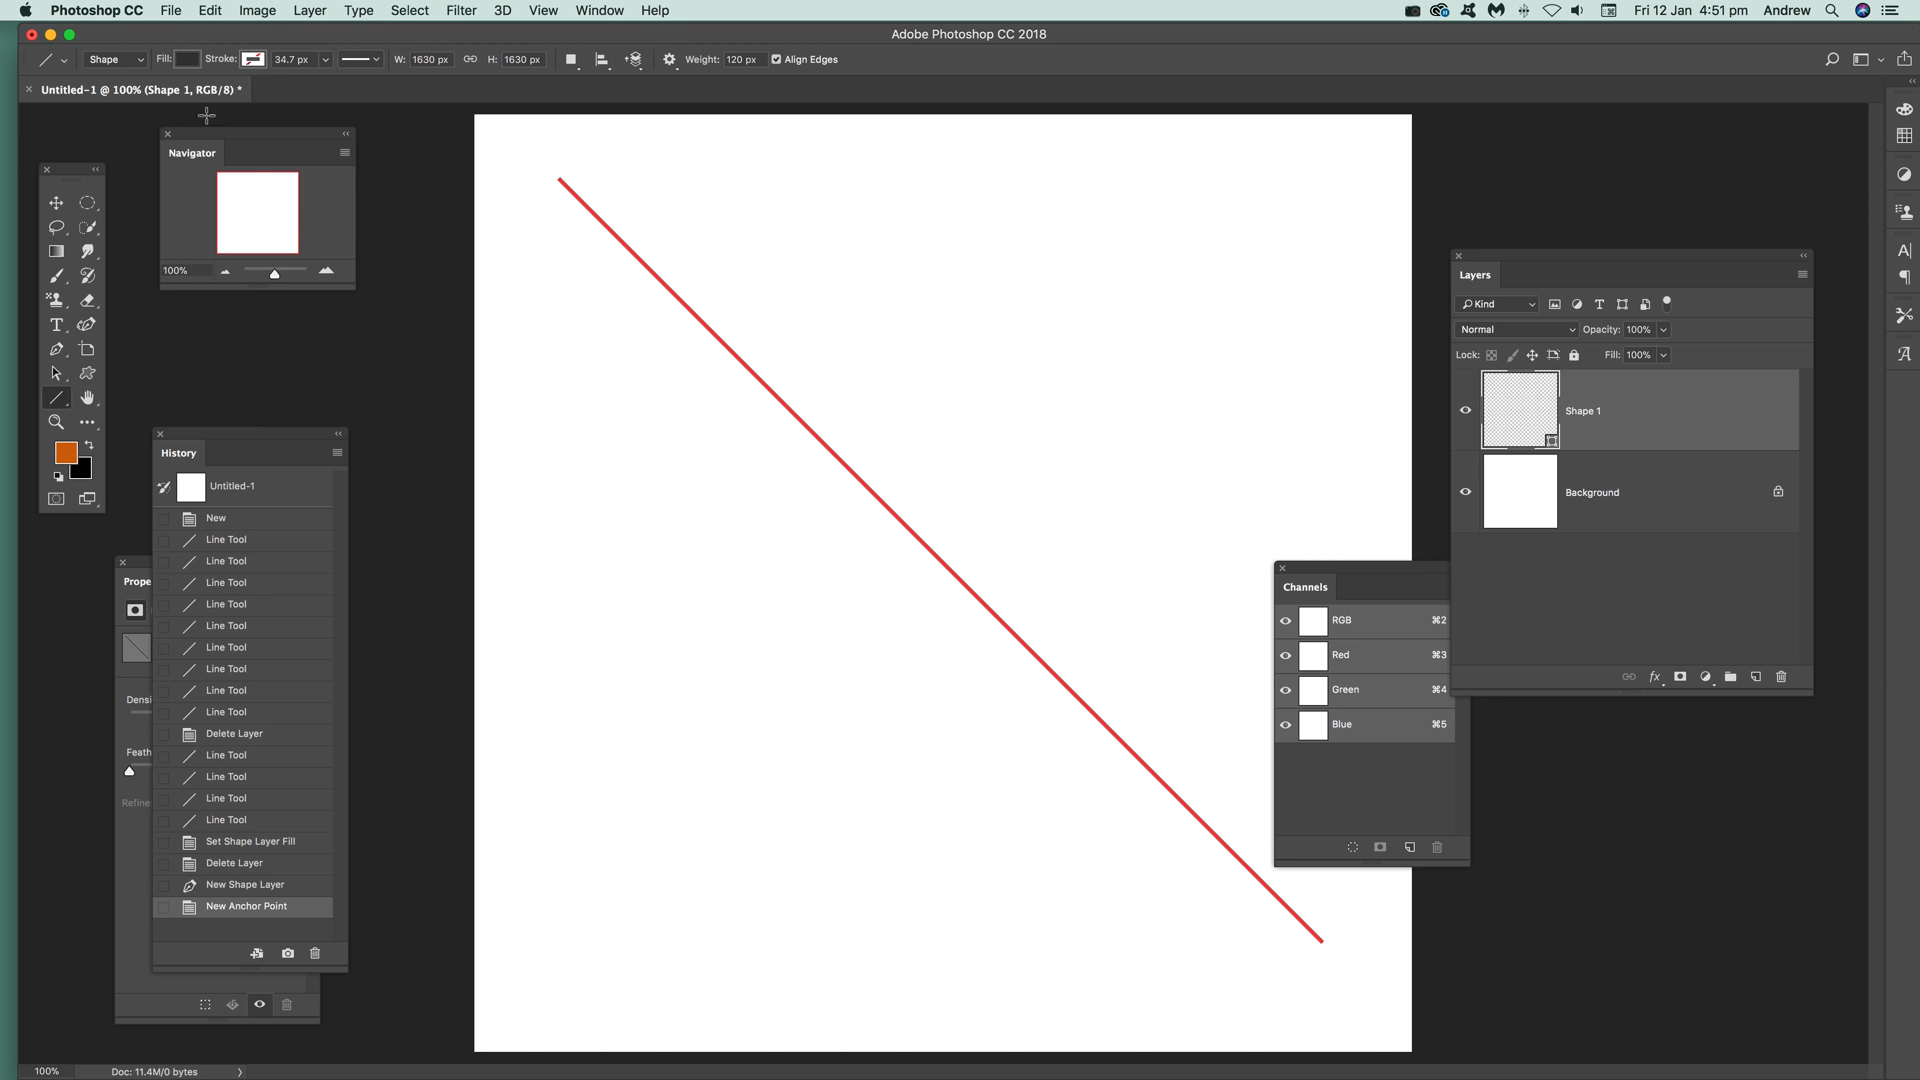 Photoshop CC File Edit Image Layer Type Select Filter 3D View Window Help Fri 12 Jan 4:51 pm Andrew
Adobe Photoshop CC 2018
Shape Fill: Stroke: 34.7 px W: 1630 px H: 1630 px Weight: 120 px Align Edges
Untitled-1 @ 100% (Shape 1, RGB/8) *
Navigator
100%
History
Untitled-1
New
Line Tool
Line Tool
Line Tool
Line Tool
Line Tool
Line Tool
Line Tool
Line Tool
Line Tool
Delete Layer
Line Tool
Line Tool
Line Tool
Line Tool
Set Shape Layer Fill
Delete Layer
New Shape Layer
New Anchor Point
Prope
Densi
Feath
Refine:
Layers
Kind
Normal Opacity: 100%
Lock: Fill: 100%
Shape 1
Background
fx
Channels
RGB ⌘2
Red ⌘3
Green ⌘4
Blue ⌘5
100% Doc: 11.4M/0 bytes